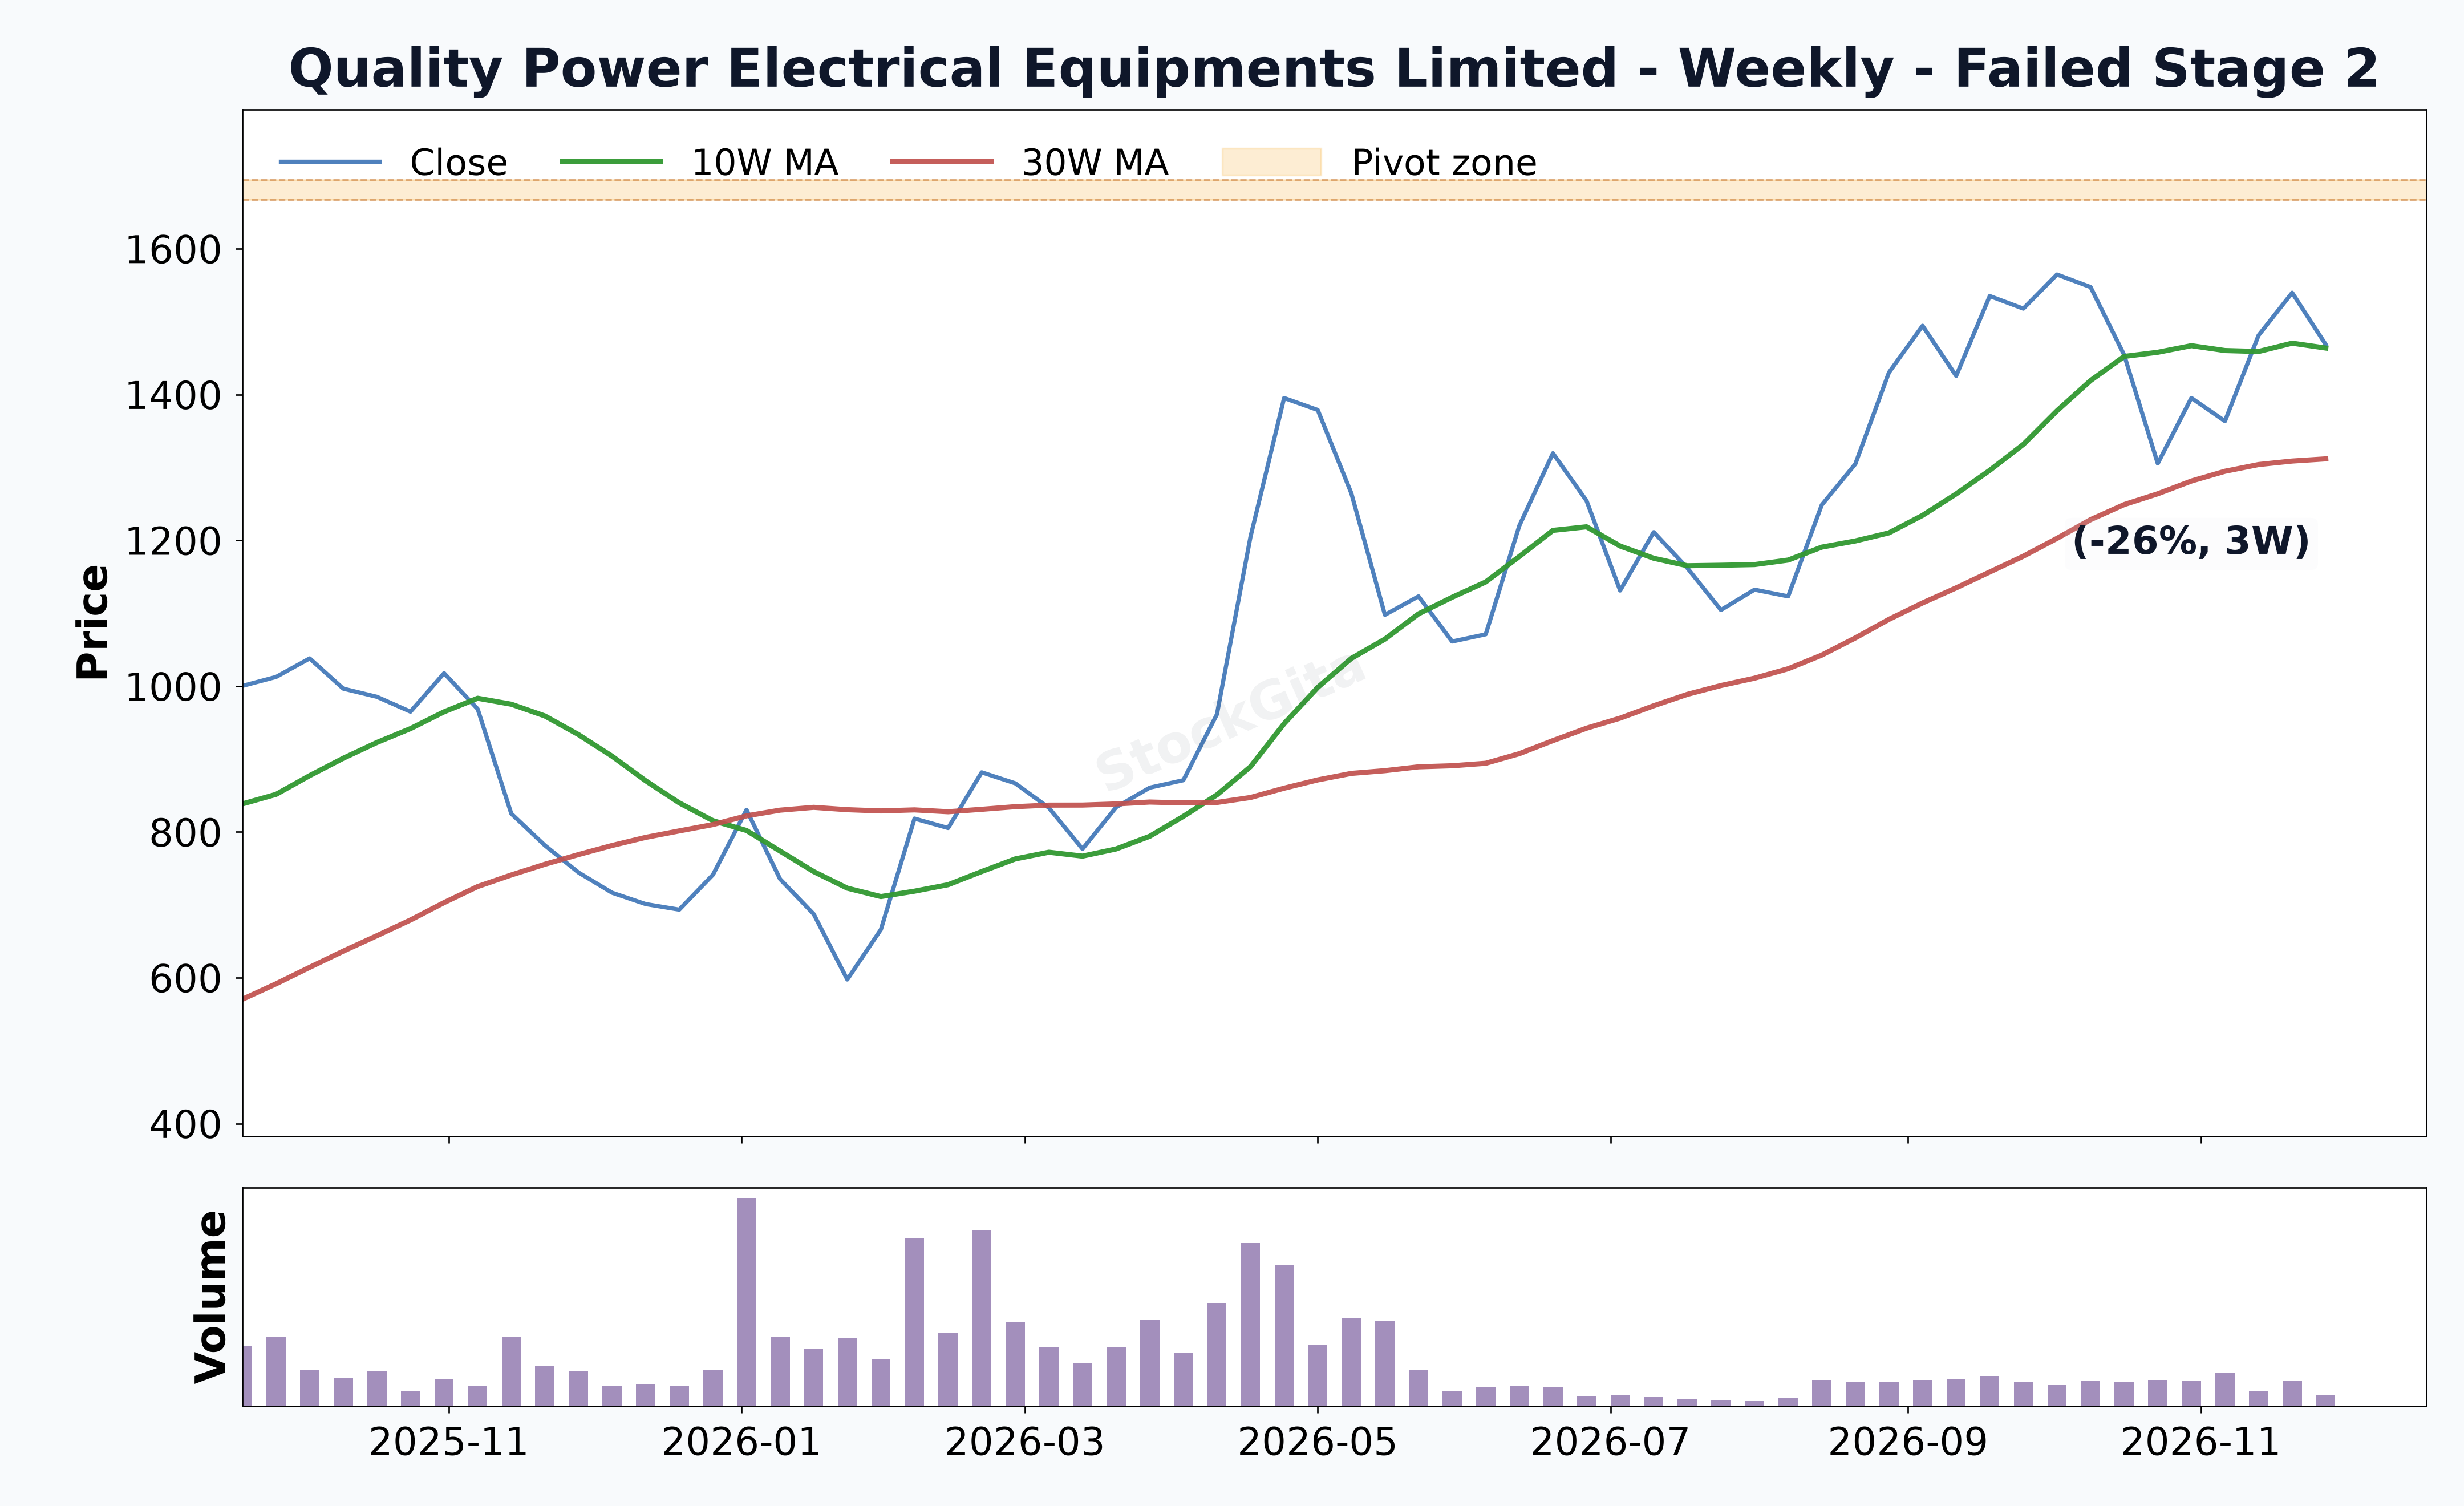 Quality Power Electrical Equipments Limited - Weekly - Failed Stage 2
Close 10W MA 30W MA Pivot zone
1600
1400
1200
1000
800
600
400
Price
(-26%, 3W)
StockGita
Volume
2025-11 2026-01 2026-03 2026-05 2026-07 2026-09 2026-11